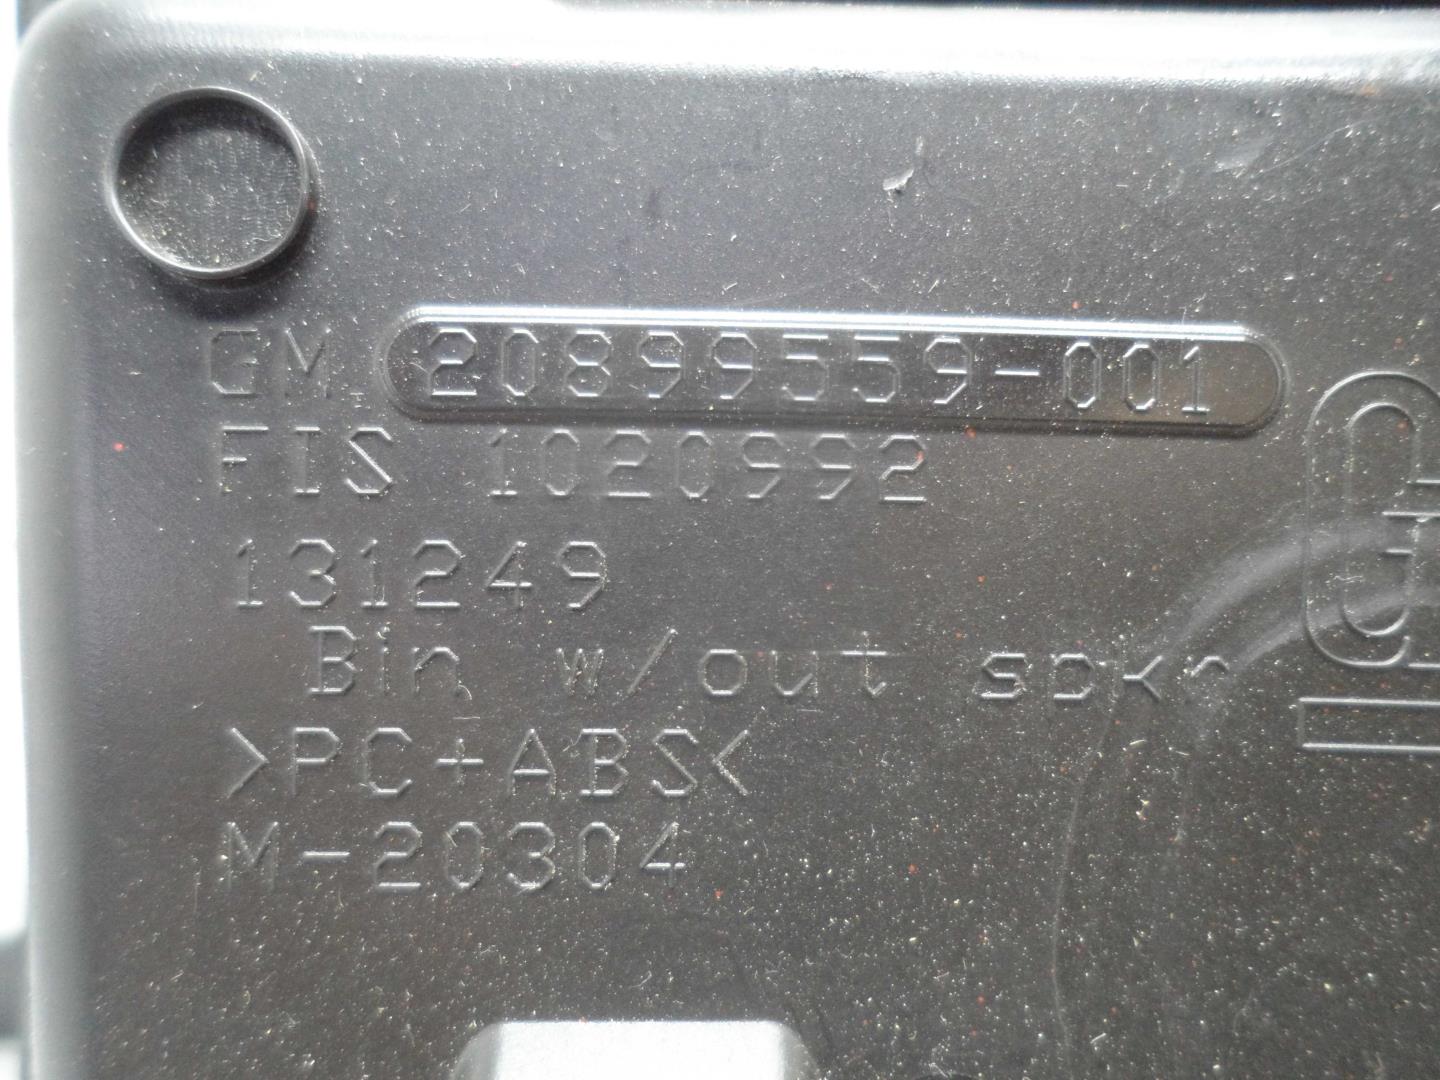 GM. 20899559-001
FIS 1020992
131249
Bin w/out spkr
>PC+ABS<
M-20304